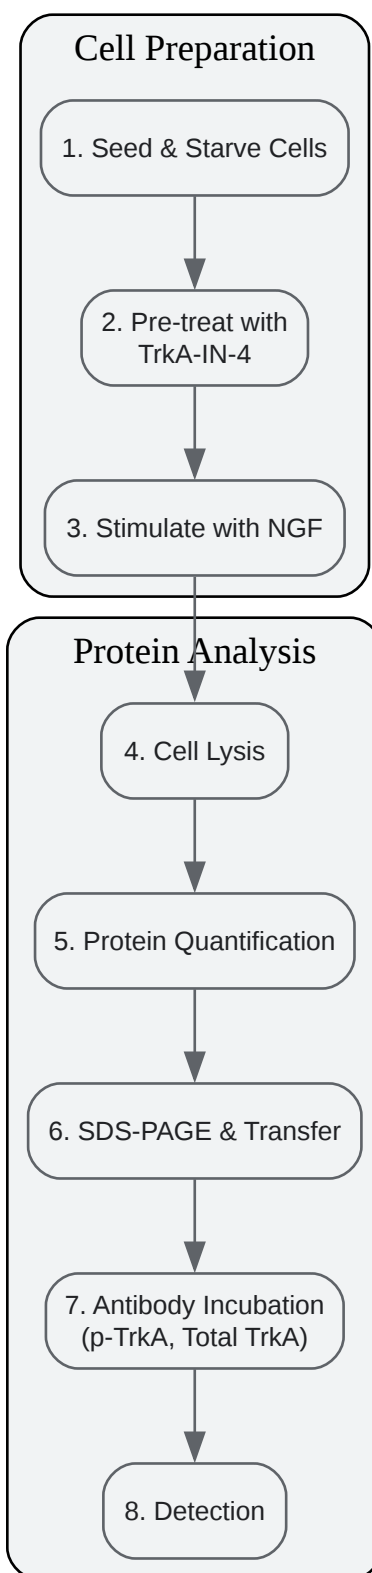 Cell Preparation
1. Seed & Starve Cells
2. Pre-treat with
TrkA-IN-4
3. Stimulate with NGF
Protein Analysis
4. Cell Lysis
5. Protein Quantification
6. SDS-PAGE & Transfer
7. Antibody Incubation
(p-TrkA, Total TrkA)
8. Detection